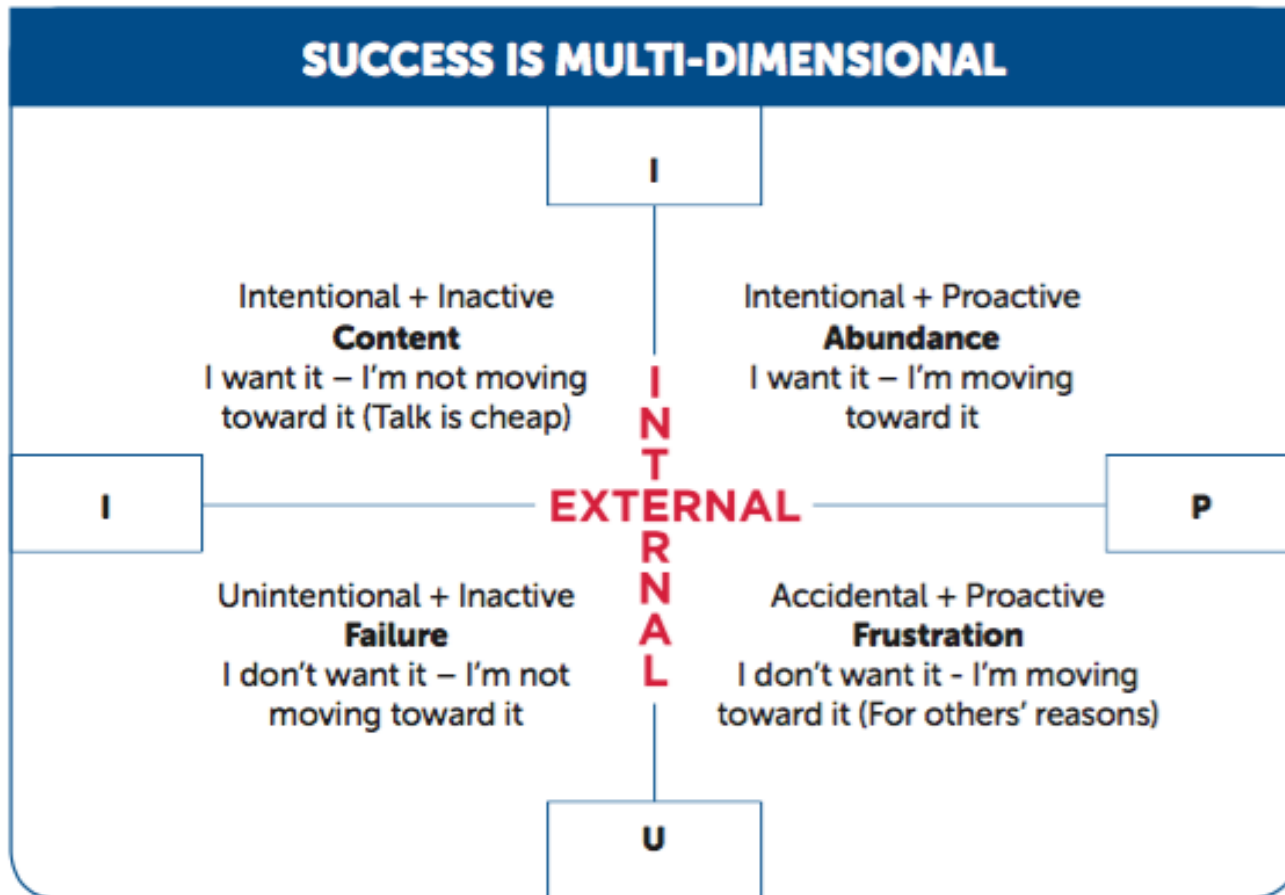 SUCCESS IS MULTI-DIMENSIONAL
I
Intentional + Inactive
Content
I want it – I'm not moving
toward it (Talk is cheap)
Intentional + Proactive
Abundance
I want it – I'm moving
toward it
I
EXTERNAL
INTERNAL
P
Unintentional + Inactive
Failure
I don't want it – I'm not
moving toward it
Accidental + Proactive
Frustration
I don't want it - I'm moving
toward it (For others' reasons)
U